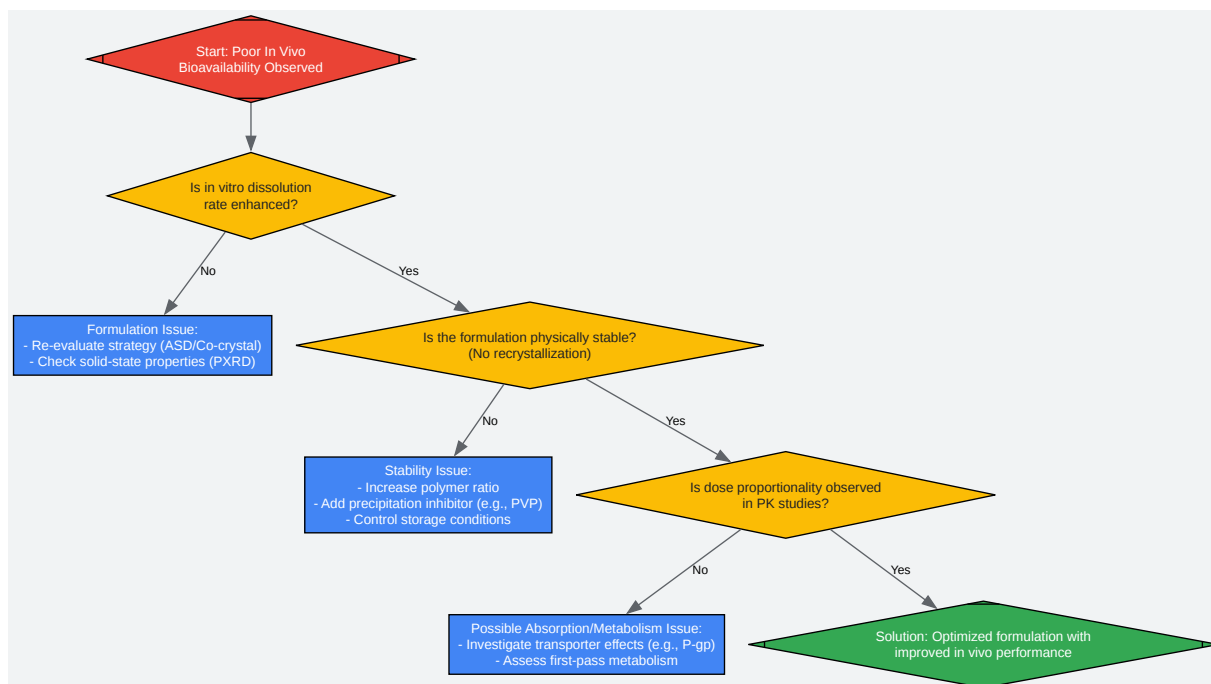 Start: Poor In Vivo
Bioavailability Observed
Is in vitro dissolution
rate enhanced?
No
Yes
Formulation Issue:
- Re-evaluate strategy (ASD/Co-crystal)
- Check solid-state properties (PXRD)
Is the formulation physically stable?
(No recrystallization)
No
Yes
Stability Issue:
- Increase polymer ratio
- Add precipitation inhibitor (e.g., PVP)
- Control storage conditions
Is dose proportionality observed
in PK studies?
No
Yes
Possible Absorption/Metabolism Issue:
- Investigate transporter effects (e.g., P-gp)
- Assess first-pass metabolism
Solution: Optimized formulation with
improved in vivo performance